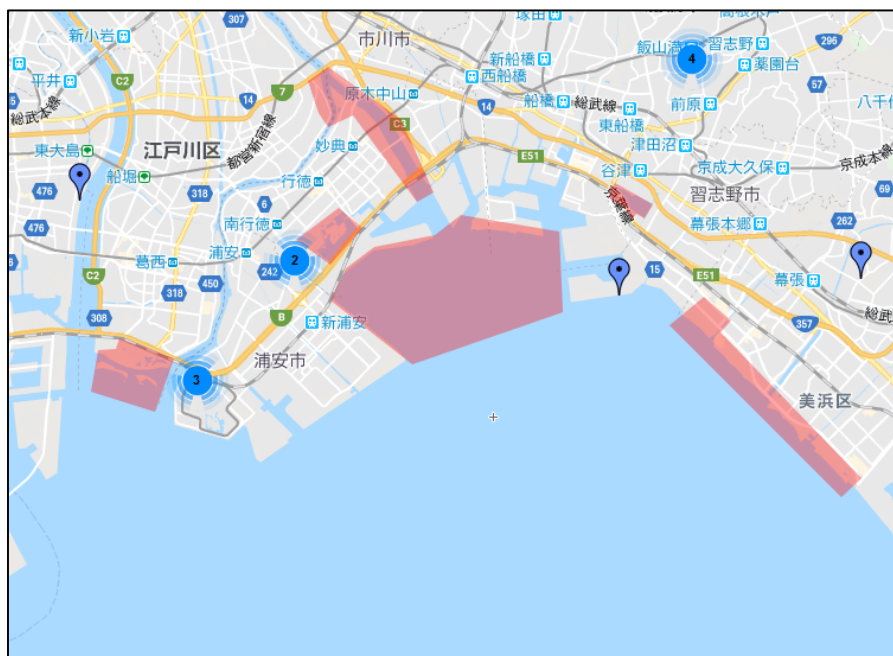 307
塚田
新小岩
市川市
飯山満
習志野
296
4
新船橋
西船橋
薬園台
平井
C2
7
原木中山
14
57
総武本線
14
14
船橋
総武線
前原
八千代
都営新宿線
C3
東船橋
東大島
江戸川区
妙典
E51
津田沼
船堀
谷津
京成大久保
京成本線
476
318
行徳
習志野市
69
6
京葉線
476
南行徳
262
浦安
幕張本郷
葛西
2
242
15
C2
450
E51
幕張
318
総武
308
B
新浦安
357
浦安市
3
美浜区